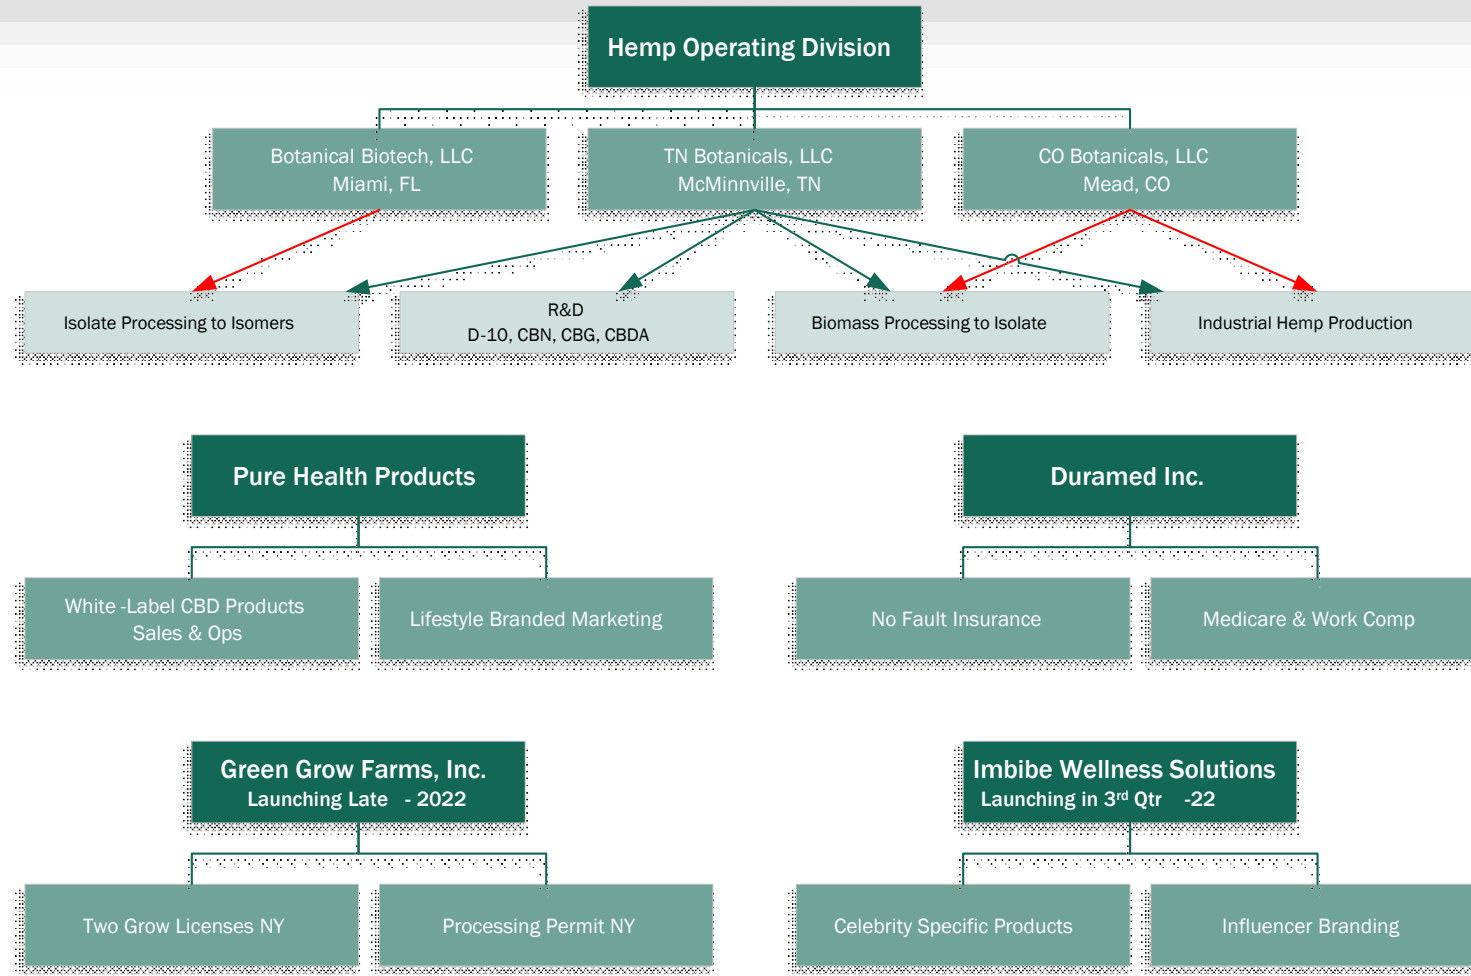 Hemp Operating Division
Botanical Biotech, LLC
Miami, FL
TN Botanicals, LLC
McMinnville, TN
CO Botanicals, LLC
Mead, CO
Isolate Processing to Isomers
R&D
D-10, CBN, CBG, CBDA
Biomass Processing to Isolate
Industrial Hemp Production
Pure Health Products
Duramed Inc.
White -Label CBD Products
Sales & Ops
Lifestyle Branded Marketing
No Fault Insurance
Medicare & Work Comp
Green Grow Farms, Inc.
Launching Late - 2022
Imbibe Wellness Solutions
Launching in 3rd Qtr -22
Two Grow Licenses NY
Processing Permit NY
Celebrity Specific Products
Influencer Branding